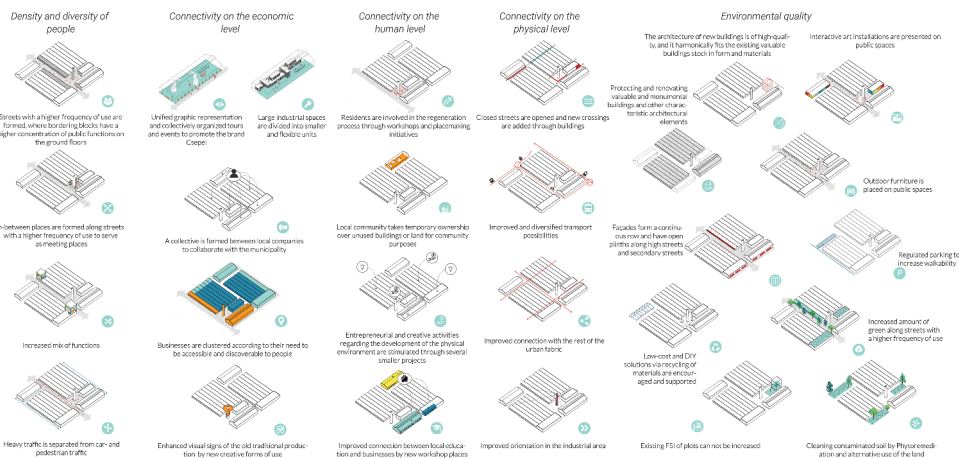 Density and diversity of
people
Streets with a higher frequency of use are
formed, where bordering blocks have a
higher concentration of public functions on
the ground floors
n-between places are formed along streets
with a higher frequency of use to serve
as meeting places
Increased mix of functions
Heavy traffic is separated from car- and
pedestrian traffic
Connectivity on the economic
level
Unified graphic representation
and collectively organized tours
and events to promote the brand
Csepel
Large industrial spaces
are divided into smaller
and flexible units
A collective is formed between local companies
to collaborate with the municipality
Businesses are clustered according to their need to
be accessible and discoverable to people
Enhanced visual signs of the old traditional produc-
tion by new creative forms of use
Connectivity on the
human level
Residents are involved in the regeneration
process through workshops and placemaking
initiatives
Local community takes temporary ownership
over unused buildings or land for community
purposes
Entrepreneurial and creative activities
regarding the development of the physical
environment are stimulated through several
smaller projects
Improved connection between local educa-
tion and businesses by new workshop places
Connectivity on the
physical level
Closed streets are opened and new crossings
are added through buildings
Improved and diversified transport
possibilities
Improved connection with the rest of the
urban fabric
Improved orientation in the industrial area
Environmental quality
The architecture of new buildings is of high-quali-
ty, and it harmonically fits the existing valuable
buildings stock in form and materials
Interactive art installations are presented on
public spaces
Protecting and renovating
valuable and monumental
buildings and other charac-
teristic architectural
elements
Outdoor furniture is
placed on public spaces
Façades form a continu-
ous row and have open
plinths along high streets
and secondary streets
Regulated parking to
increase walkability
P
Low-cost and DIY
solutions via recycling of
materials are encour-
aged and supported
Increased amount of
green along streets with
a higher frequency of use
Existing FSI of plots can not be increased
Cleaning contaminated soil by Phytoremedi-
ation and alternative use of the land